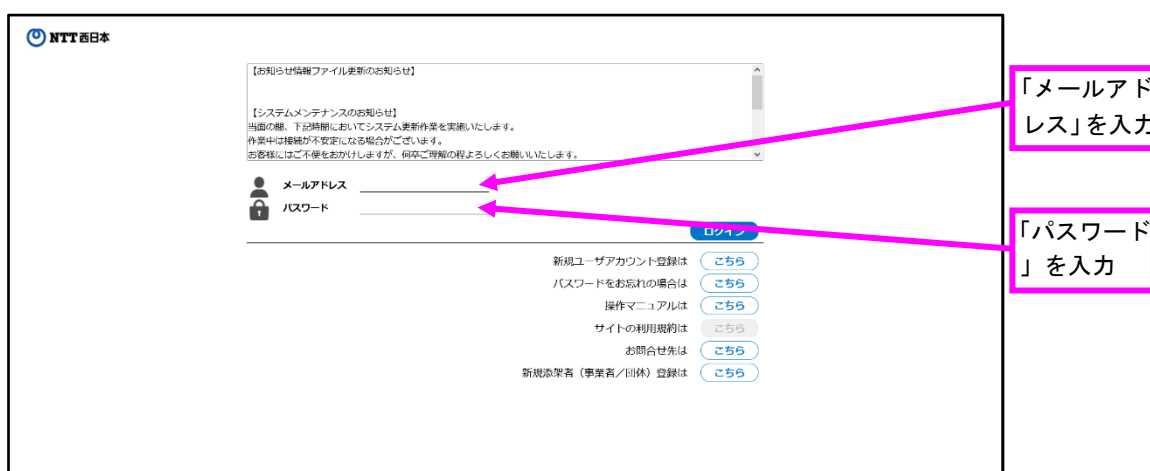 NTT西日本
【お知らせ情報ファイル更新のお知らせ】
【システムメンテナンスのお知らせ】
当面の間、下記時間においてシステム更新作業を実施いたします。
作業中は接続が不安定になる場合がございます。
お客様にはご不便をおかけしますが、何卒ご理解の程よろしくお願いいたします。
メールアドレス
パスワード
ログイン
新規ユーザアカウント登録は こちら
パスワードをお忘れの場合は こちら
操作マニュアルは こちら
サイトの利用規約は こちら
お問合せ先は こちら
新規添架者(事業者/団体)登録は こちら
「メールアド
レス」を入力
「パスワード
」を入力